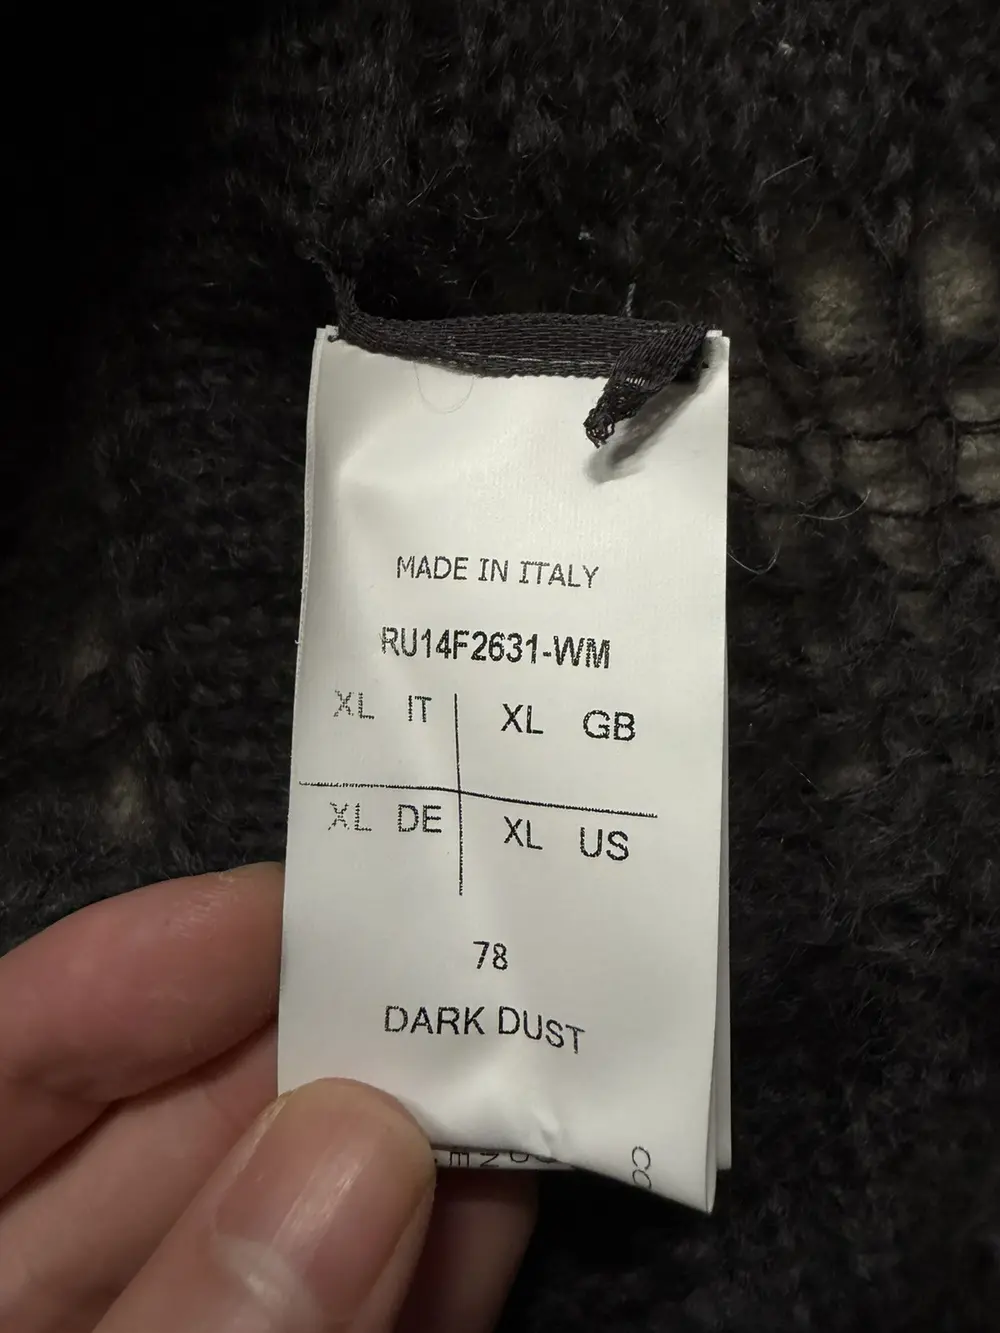 MADE IN ITALY
RU14F2631-WM
XL IT XL GB
XL DE XL US
78
DARK DUST